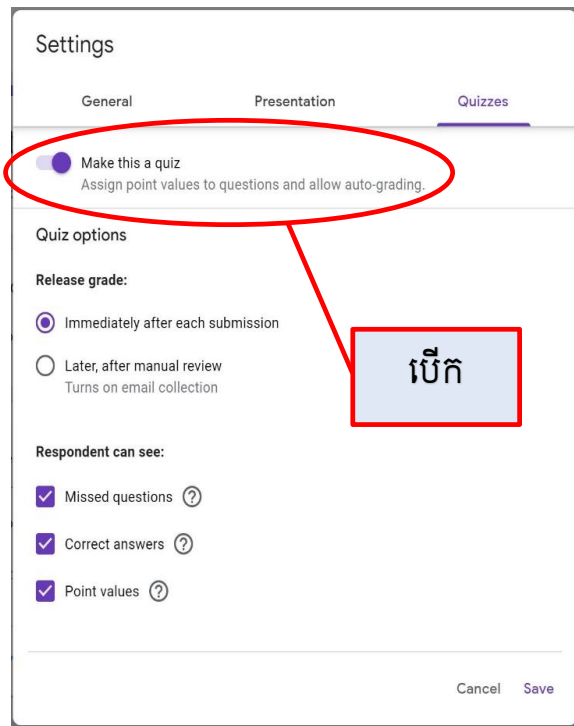 Settings
General Presentation Quizzes
Make this a quiz
Assign point values to questions and allow auto-grading.
Quiz options
Release grade:
Immediately after each submission
Later, after manual review
Turns on email collection
បើក
Respondent can see:
Missed questions
Correct answers
Point values
Cancel Save